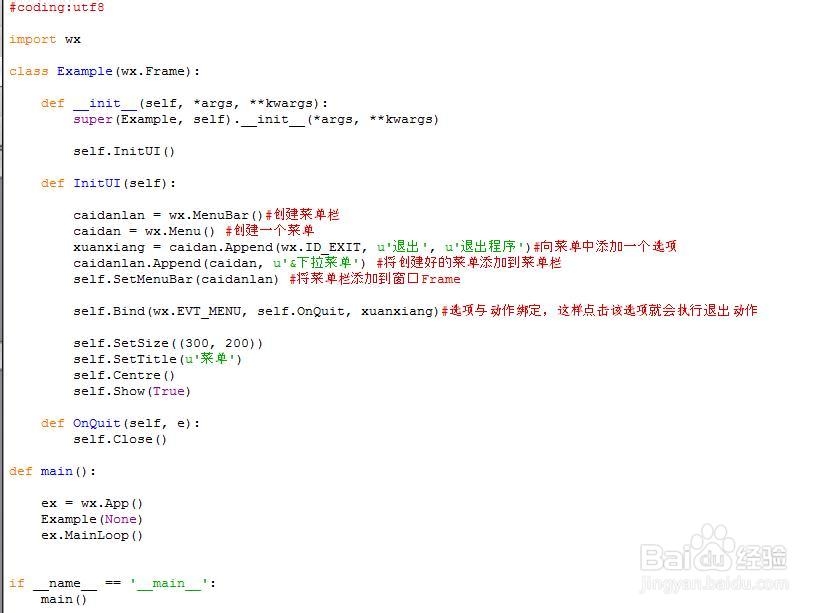 #coding:utf8
import wx
class Example(wx.Frame):
    def __init__(self, *args, **kwargs):
        super(Example, self).__init__(*args, **kwargs)
        self.InitUI()
    def InitUI(self):
        caidanlan = wx.MenuBar()#创建菜单栏
        caidan = wx.Menu() #创建一个菜单
        xuanxiang = caidan.Append(wx.ID_EXIT, u'退出', u'退出程序')#向菜单中添加一个选项
        caidanlan.Append(caidan, u'&下拉菜单') #将创建好的菜单添加到菜单栏
        self.SetMenuBar(caidanlan) #将菜单栏添加到窗口Frame
        self.Bind(wx.EVT_MENU, self.OnQuit, xuanxiang)#选项与动作绑定，这样点击该选项就会执行退出动作
        self.SetSize((300, 200))
        self.SetTitle(u'菜单')
        self.Centre()
        self.Show(True)
    def OnQuit(self, e):
        self.Close()
def main():
    ex = wx.App()
    Example(None)
    ex.MainLoop()
if __name__ == '__main__':
    main()
Baidu经验
jingyan.baidu.com